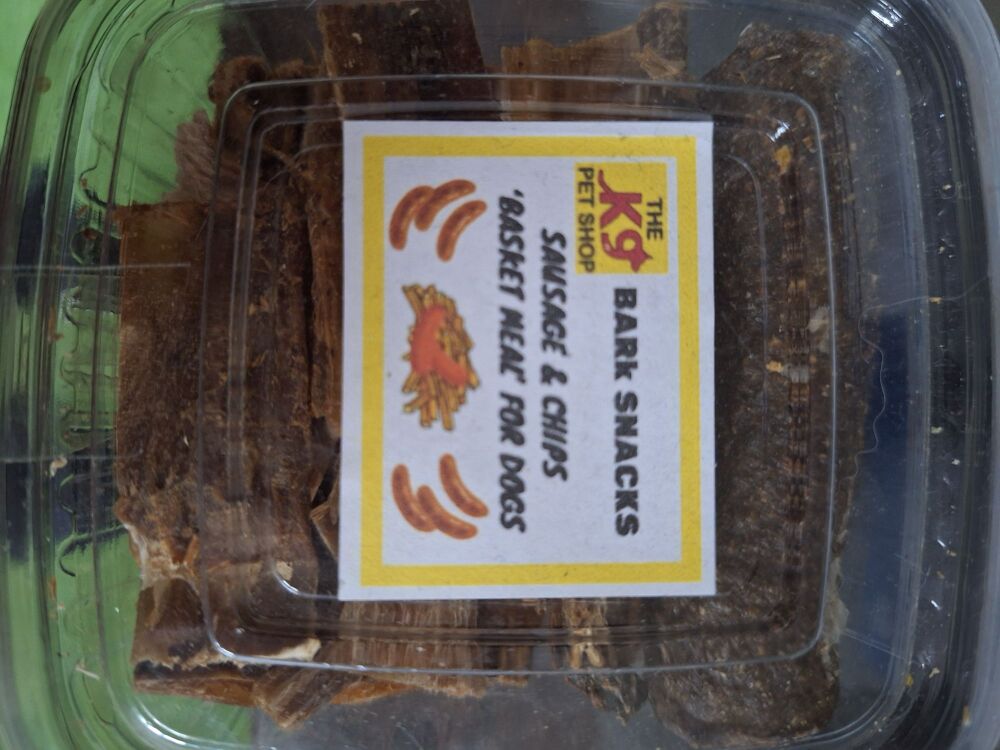 THE
K9
PET SHOP
BARK SNACKS
SAUSAGE & CHIPS
'BASKET MEAL' FOR DOGS